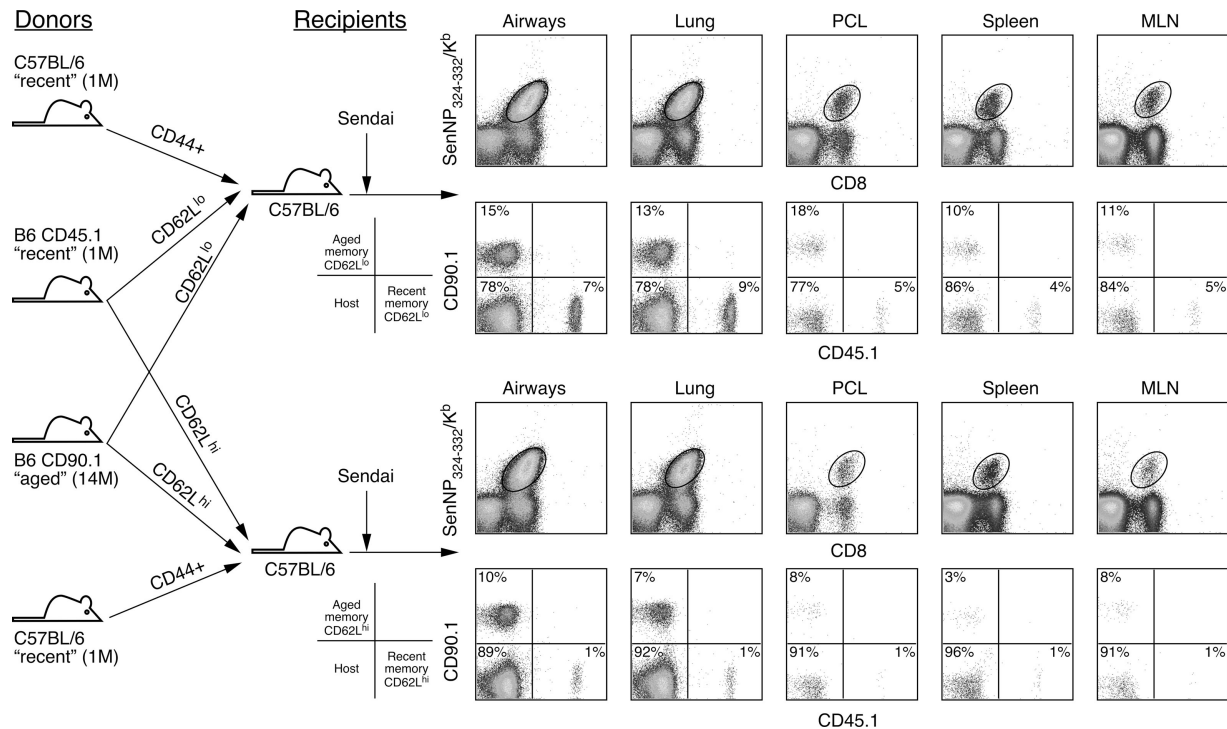 Donors
Recipients
C57BL/6
“recent” (1M)
CD44+
B6 CD45.1
“recent” (1M)
CD62Llo
CD62Llo
CD62Lhi
B6 CD90.1
“aged” (14M)
CD62Lhi
CD44+
C57BL/6
“recent” (1M)
Sendai
C57BL/6
Aged
memory
CD62Llo
Host
Recent
memory
CD62Llo
Airways
Lung
PCL
Spleen
MLN
SenNP324-332/Kb
CD8
15%
13%
18%
10%
11%
78%
7%
78%
9%
77%
5%
86%
4%
84%
5%
CD90.1
CD45.1
Sendai
C57BL/6
Aged
memory
CD62Lhi
Host
Recent
memory
CD62Lhi
Airways
Lung
PCL
Spleen
MLN
SenNP324-332/Kb
CD8
10%
7%
8%
3%
8%
89%
1%
92%
1%
91%
1%
96%
1%
91%
1%
CD90.1
CD45.1